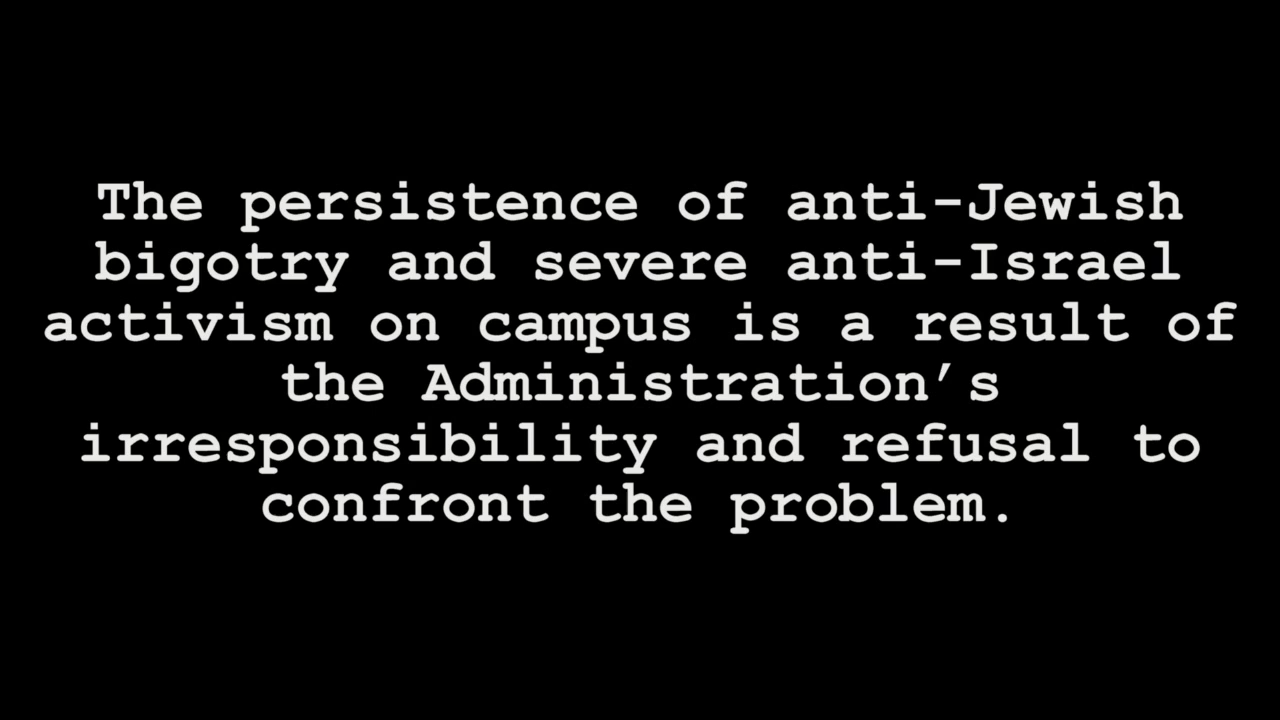 The persistence of anti-Jewish
bigotry and severe anti-Israel
activism on campus is a result of
the Administration’s
irresponsibility and refusal to
confront the problem.